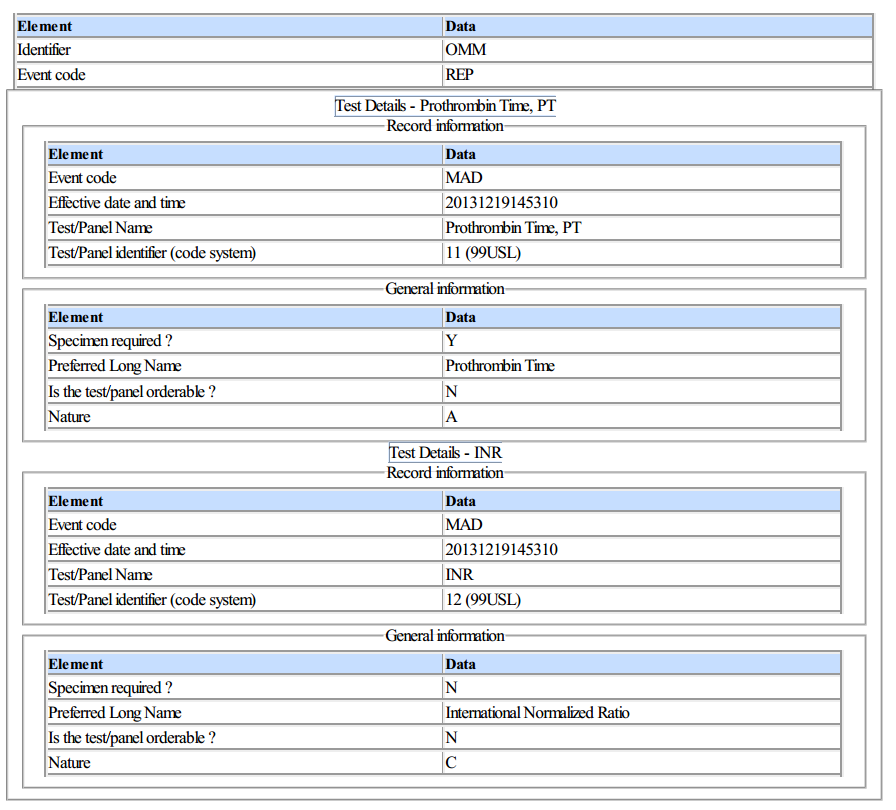 Element Data
Identifier OMM
Event code REP
Test Details - Prothrombin Time, PT
Record information
Element Data
Event code MAD
Effective date and time 20131219145310
Test/Panel Name Prothrombin Time, PT
Test/Panel identifier (code system) 11 (99USL)
General information
Element Data
Specimen required ? Y
Preferred Long Name Prothrombin Time
Is the test/panel orderable ? N
Nature A
Test Details - INR
Record information
Element Data
Event code MAD
Effective date and time 20131219145310
Test/Panel Name INR
Test/Panel identifier (code system) 12 (99USL)
General information
Element Data
Specimen required ? N
Preferred Long Name International Normalized Ratio
Is the test/panel orderable ? N
Nature C